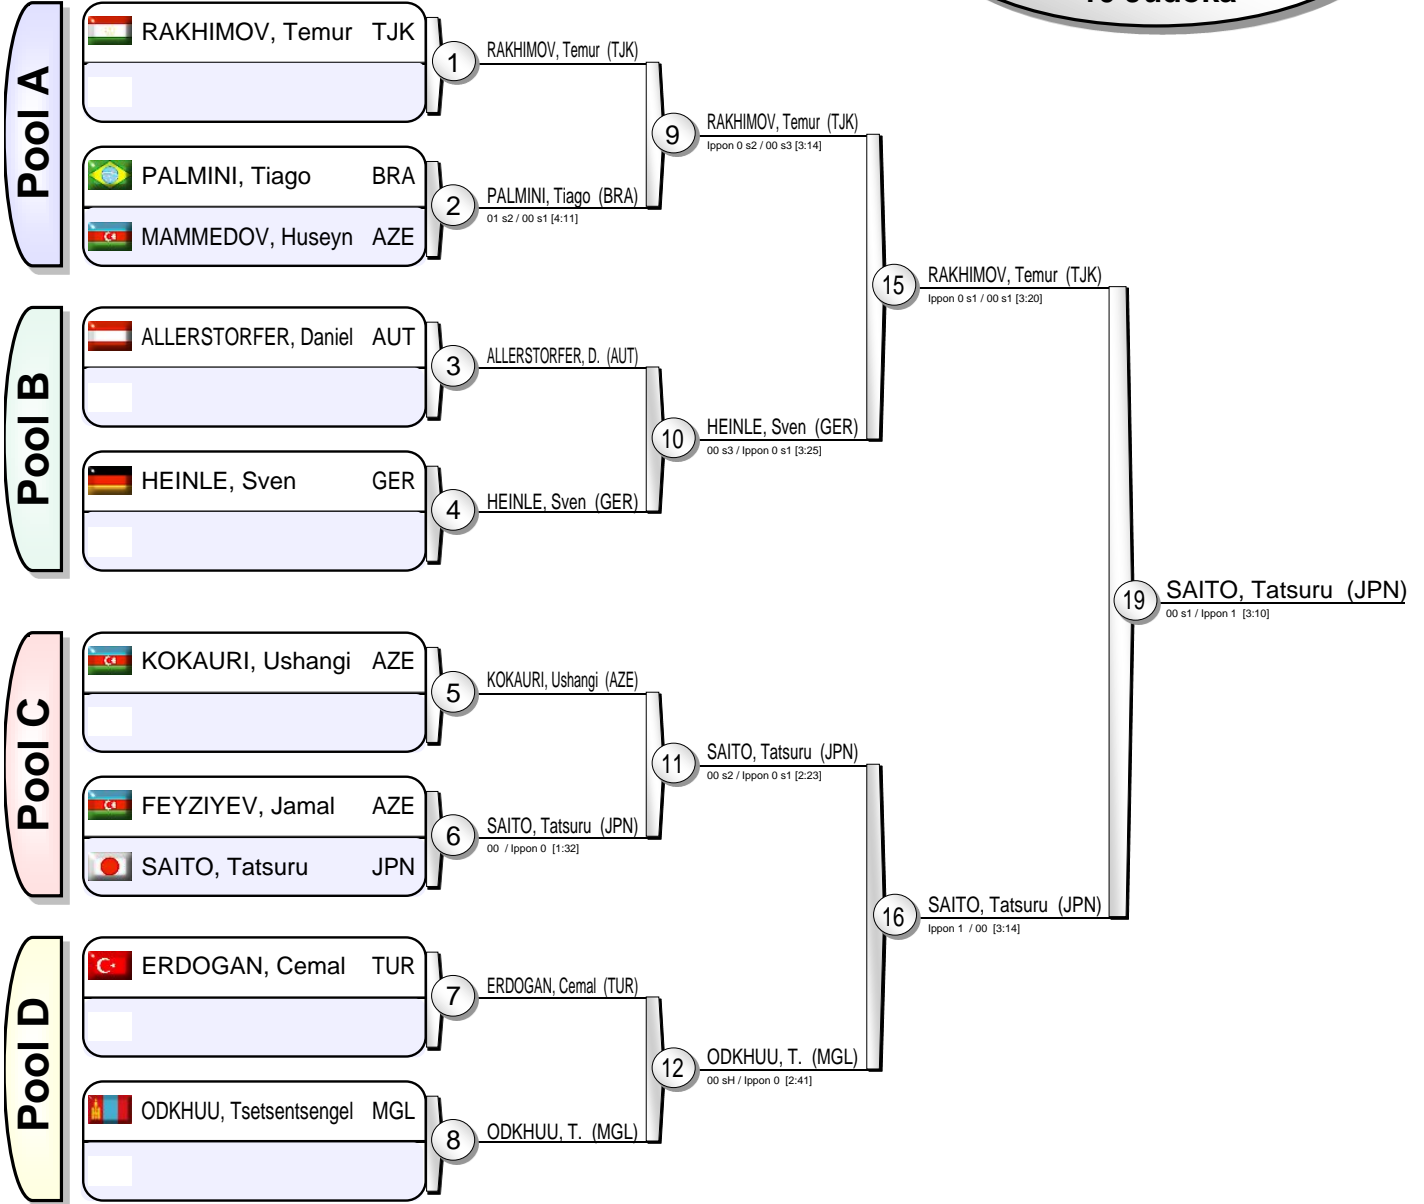 10 Judoka
Pool A
RAKHIMOV, Temur TJK
PALMINI, Tiago BRA
MAMMEDOV, Huseyn AZE
Pool B
ALLERSTORFER, Daniel AUT
HEINLE, Sven GER
Pool C
KOKAURI, Ushangi AZE
FEYZIYEV, Jamal AZE
SAITO, Tatsuru JPN
Pool D
ERDOGAN, Cemal TUR
ODKHUU, Tsetsentsengel MGL
1
RAKHIMOV, Temur (TJK)
2
PALMINI, Tiago (BRA)
01 s2 / 00 s1 [4:11]
3
ALLERSTORFER, D. (AUT)
4
HEINLE, Sven (GER)
5
KOKAURI, Ushangi (AZE)
6
SAITO, Tatsuru (JPN)
00 / Ippon 0 [1:32]
7
ERDOGAN, Cemal (TUR)
8
ODKHUU, T. (MGL)
9
RAKHIMOV, Temur (TJK)
Ippon 0 s2 / 00 s3 [3:14]
10
HEINLE, Sven (GER)
00 s3 / Ippon 0 s1 [3:25]
11
SAITO, Tatsuru (JPN)
00 s2 / Ippon 0 s1 [2:23]
12
ODKHUU, T. (MGL)
00 sH / Ippon 0 [2:41]
15
RAKHIMOV, Temur (TJK)
Ippon 0 s1 / 00 s1 [3:20]
16
SAITO, Tatsuru (JPN)
Ippon 1 / 00 [3:14]
19
SAITO, Tatsuru (JPN)
00 s1 / Ippon 1 [3:10]